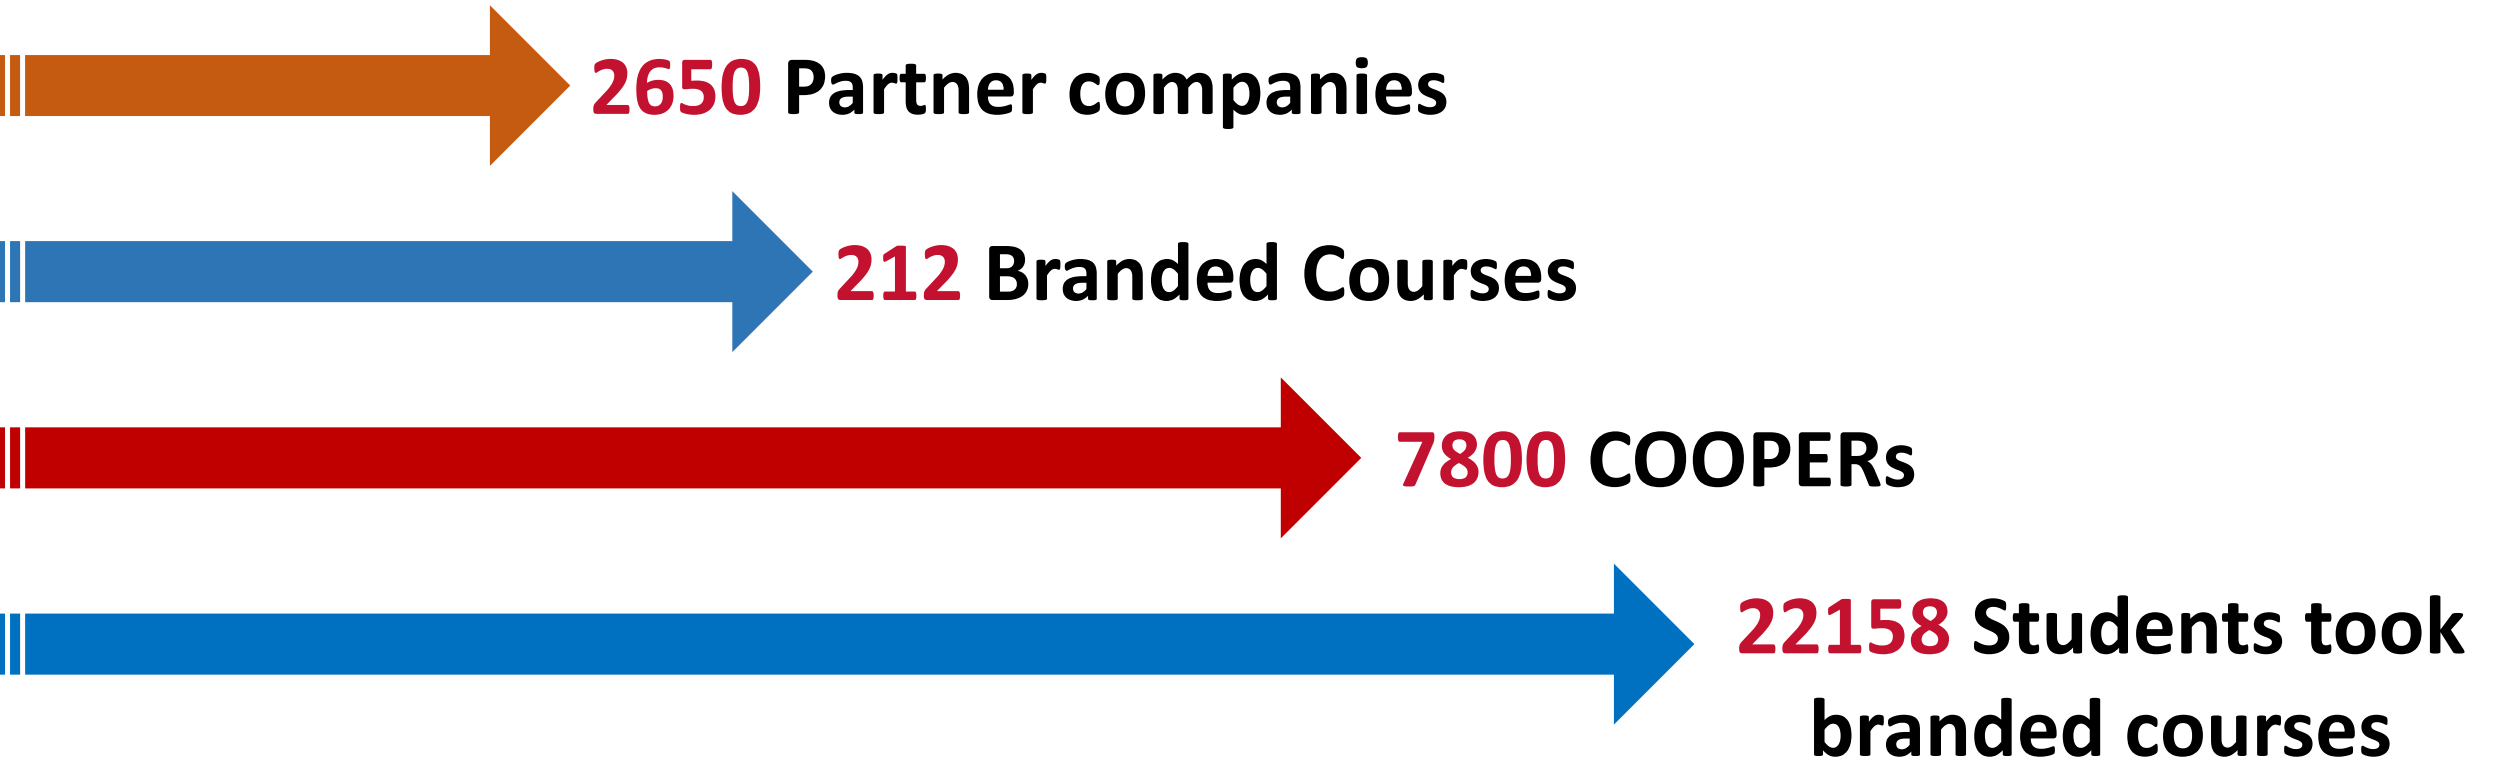 2650 Partner companies
212 Branded Courses
7800 COOPERs
22158 Students took
branded courses